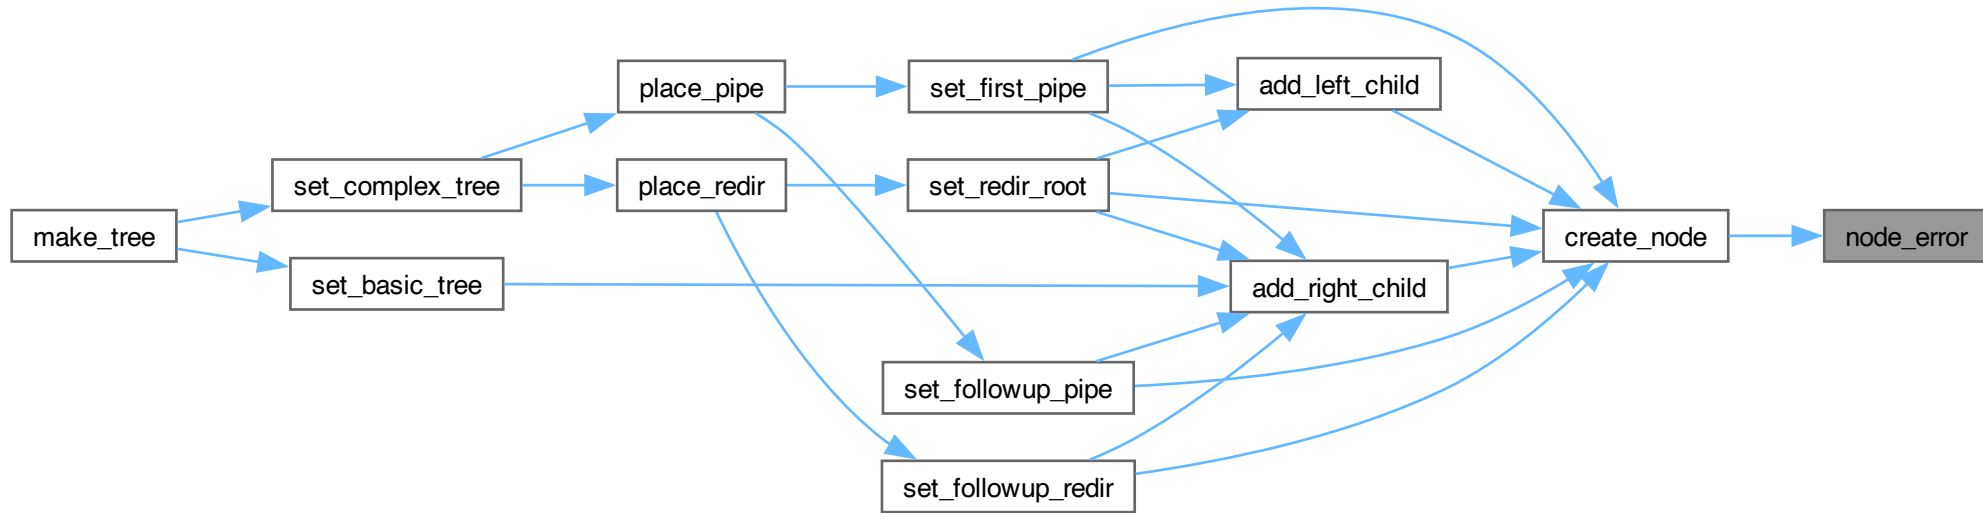 make_tree
set_complex_tree
set_basic_tree
place_pipe
place_redir
set_first_pipe
set_redir_root
set_followup_pipe
set_followup_redir
add_left_child
add_right_child
create_node
node_error